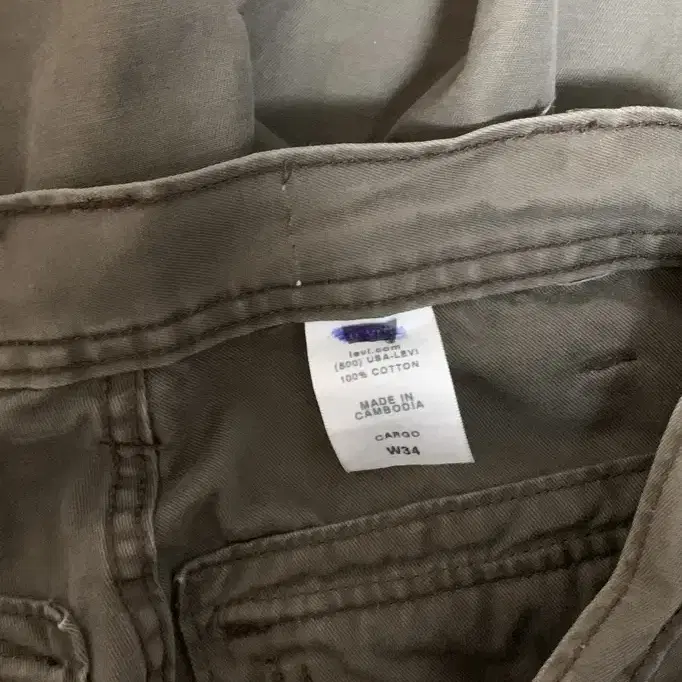 levi.com
(800) USA-LEVI
100% COTTON
MADE IN
CAMBODIA
CARGO
W34